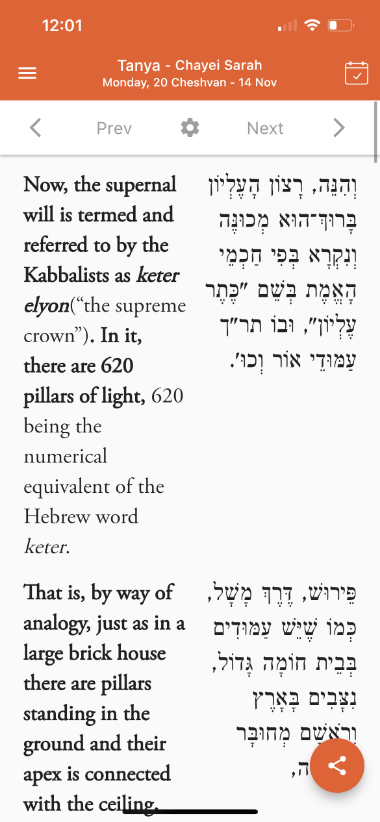 12:01
Tanya - Chayei Sarah
Monday, 20 Cheshvan - 14 Nov
Prev
Next
Now, the supernal
will is termed and
referred to by the
Kabbalists as keter
elyon(“the supreme
crown”). In it,
there are 620
pillars of light, 620
being the
numerical
equivalent of the
Hebrew word
keter.
וְהִנֵּה, רָצוֹן הָעֶלְיוֹן
בָּרוּךְ־הוּא מְכוּנֶּה
וְנִקְרָא בְּפִי חַכְמֵי
הָאֱמֶת בְּשֵׁם "כֶּתֶר
עֶלְיוֹן", וּבוֹ תר"ך
עַמּוּדֵי אוֹר וְכוּ'.
That is, by way of
analogy, just as in a
large brick house
there are pillars
standing in the
ground and their
apex is connected
with the ceiling.
פֵּירוּשׁ, דֶּרֶךְ מָשָׁל,
כְּמוֹ שֶׁיֵּשׁ עַמּוּדִים
בְּבֵית חוֹמָה גָּדוֹל,
נִצָּבִים בָּאָרֶץ
וְרֹאשָׁם מְחוּבָּר